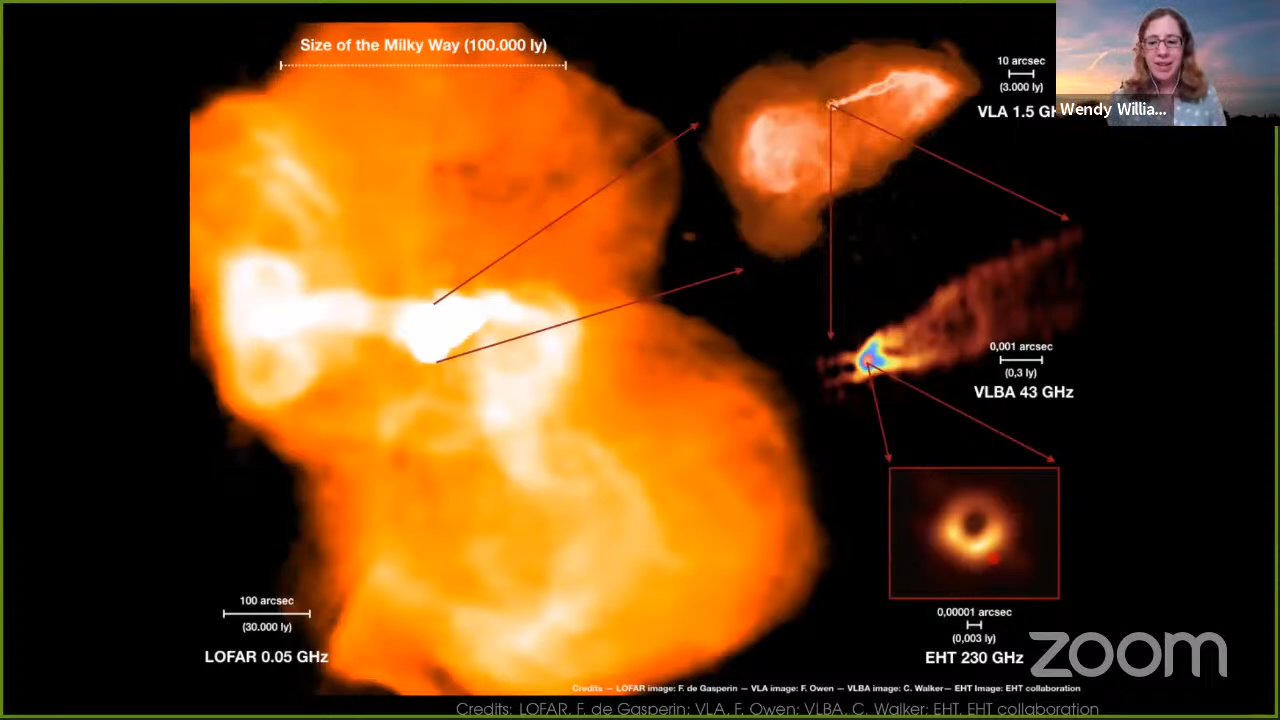 Size of the Milky Way (100.000 ly)
10 arcsec
(3.000 ly)
VLA 1.5
Wendy Willia...
0,001 arcsec
(0,3 ly)
VLBA 43 GHz
100 arcsec
(30.000 ly)
LOFAR 0.05 GHz
0,00001 arcsec
(0,003 ly)
EHT 230 GHz
zoom
Credits — LOFAR image: F. de Gasperin — VLA image: F. Owen — VLBA image: C. Walker— EHT Image: EHT collaboration
Credits: LOFAR, F. de Gasperin; VLA, F. Owen; VLBA, C. Walker; EHT, EHT collaboration